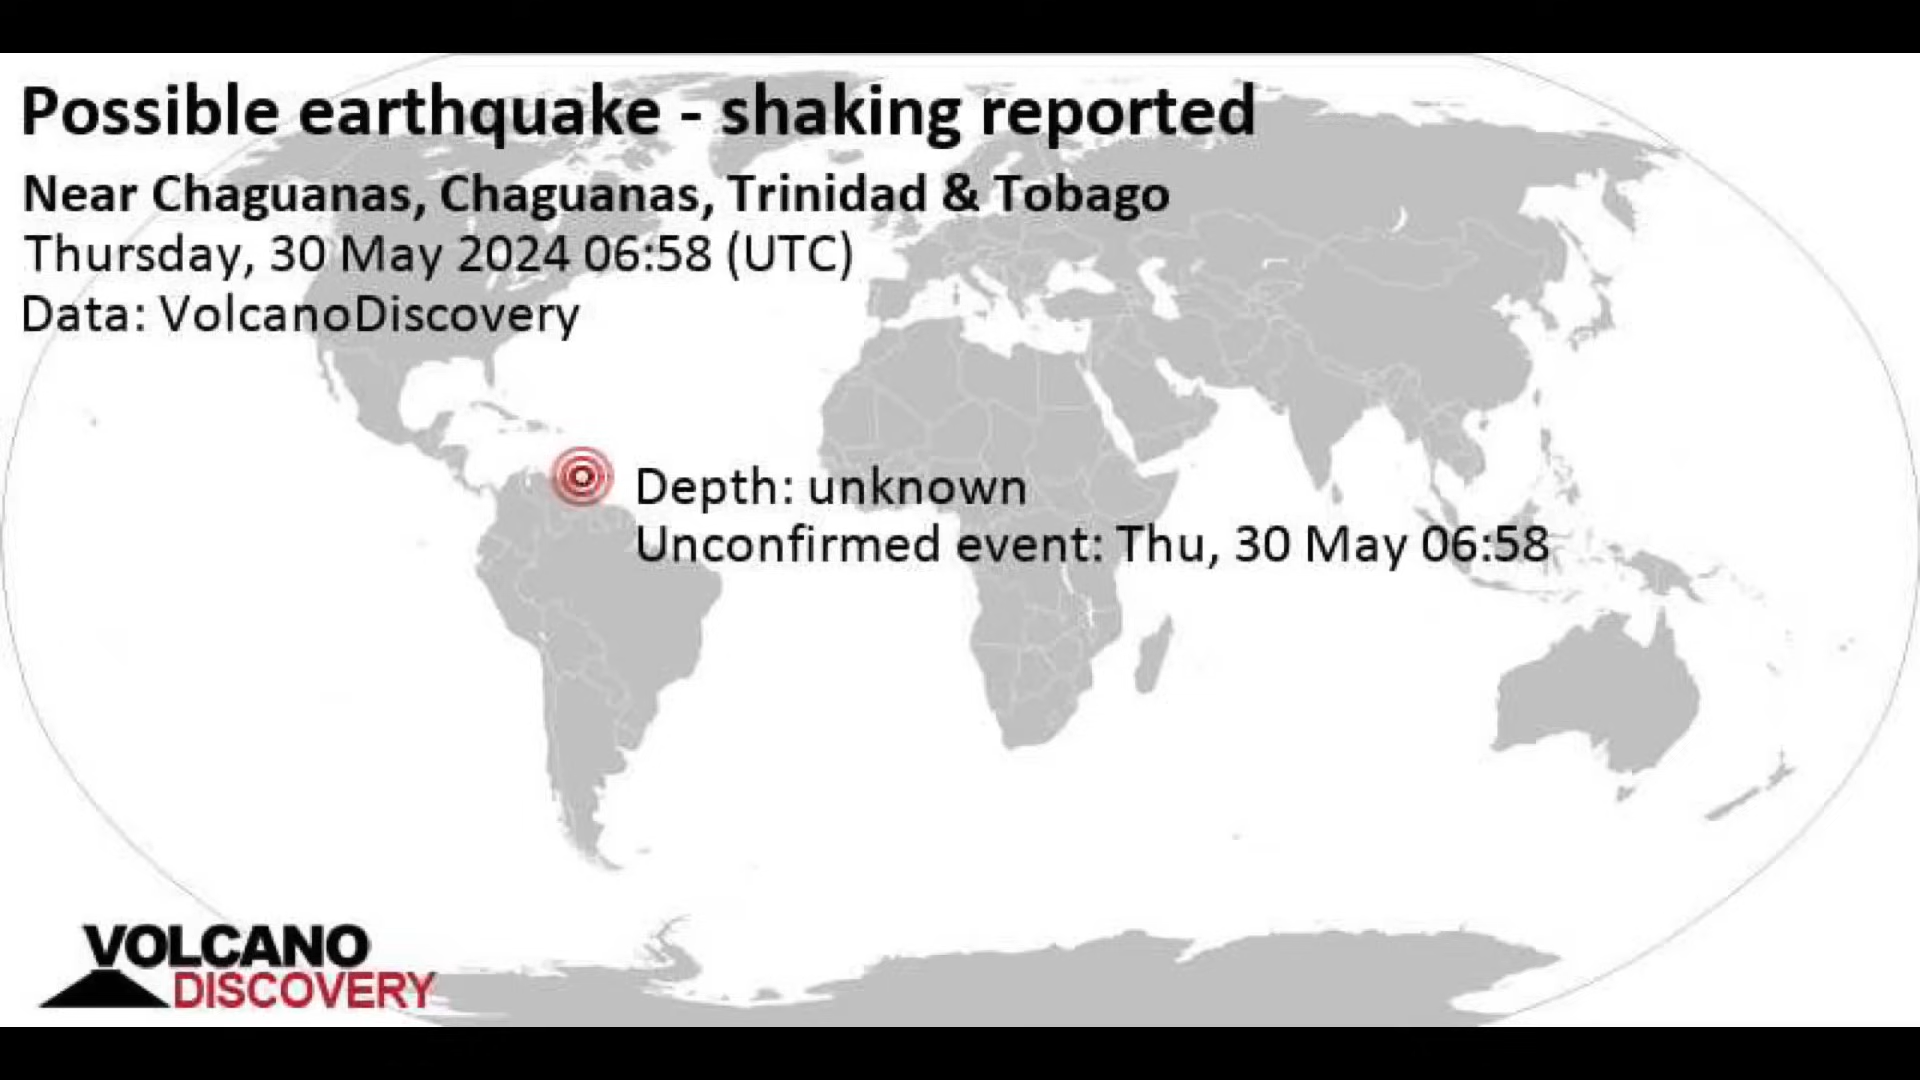 Possible earthquake - shaking reported
Near Chaguanas, Chaguanas, Trinidad & Tobago
Thursday, 30 May 2024 06:58 (UTC)
Data: VolcanoDiscovery
Depth: unknown
Unconfirmed event: Thu, 30 May 06:58
VOLCANO
DISCOVERY